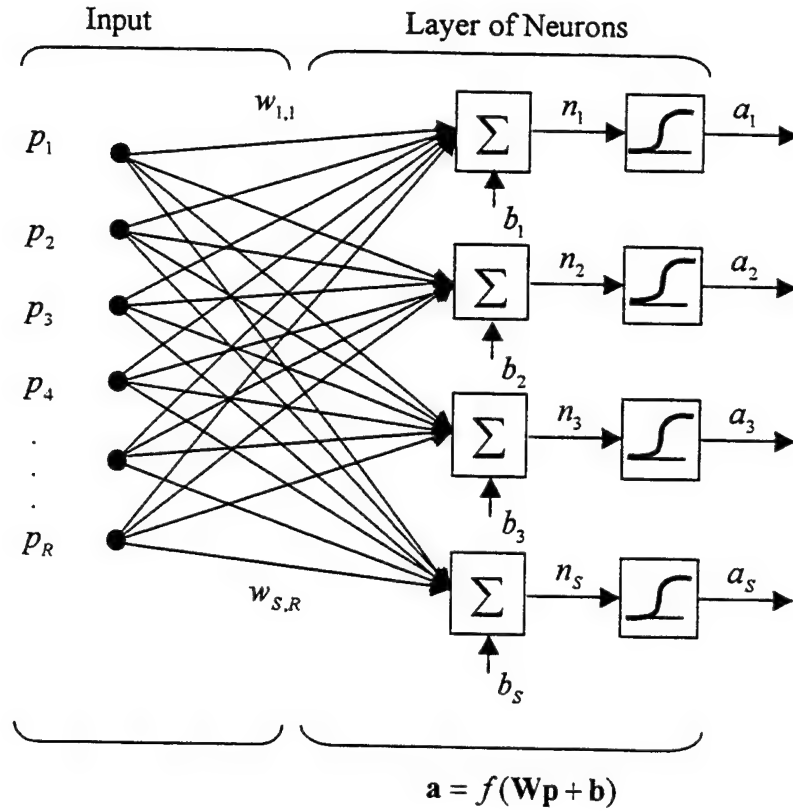 Input Layer of Neurons
w1,1
p1 Σ n1 a1
b1
p2 Σ n2 a2
b2
p3 Σ n3 a3
p4 b3
.
.
.
pR Σ nS aS
wS,R
bS
a = f(Wp + b)